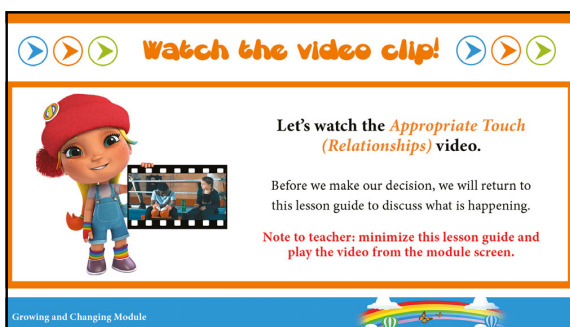 Watch the video clip!
Let's watch the Appropriate Touch
(Relationships) video.
Before we make our decision, we will return to
this lesson guide to discuss what is happening.
Note to teacher: minimize this lesson guide and
play the video from the module screen.
Growing and Changing Module